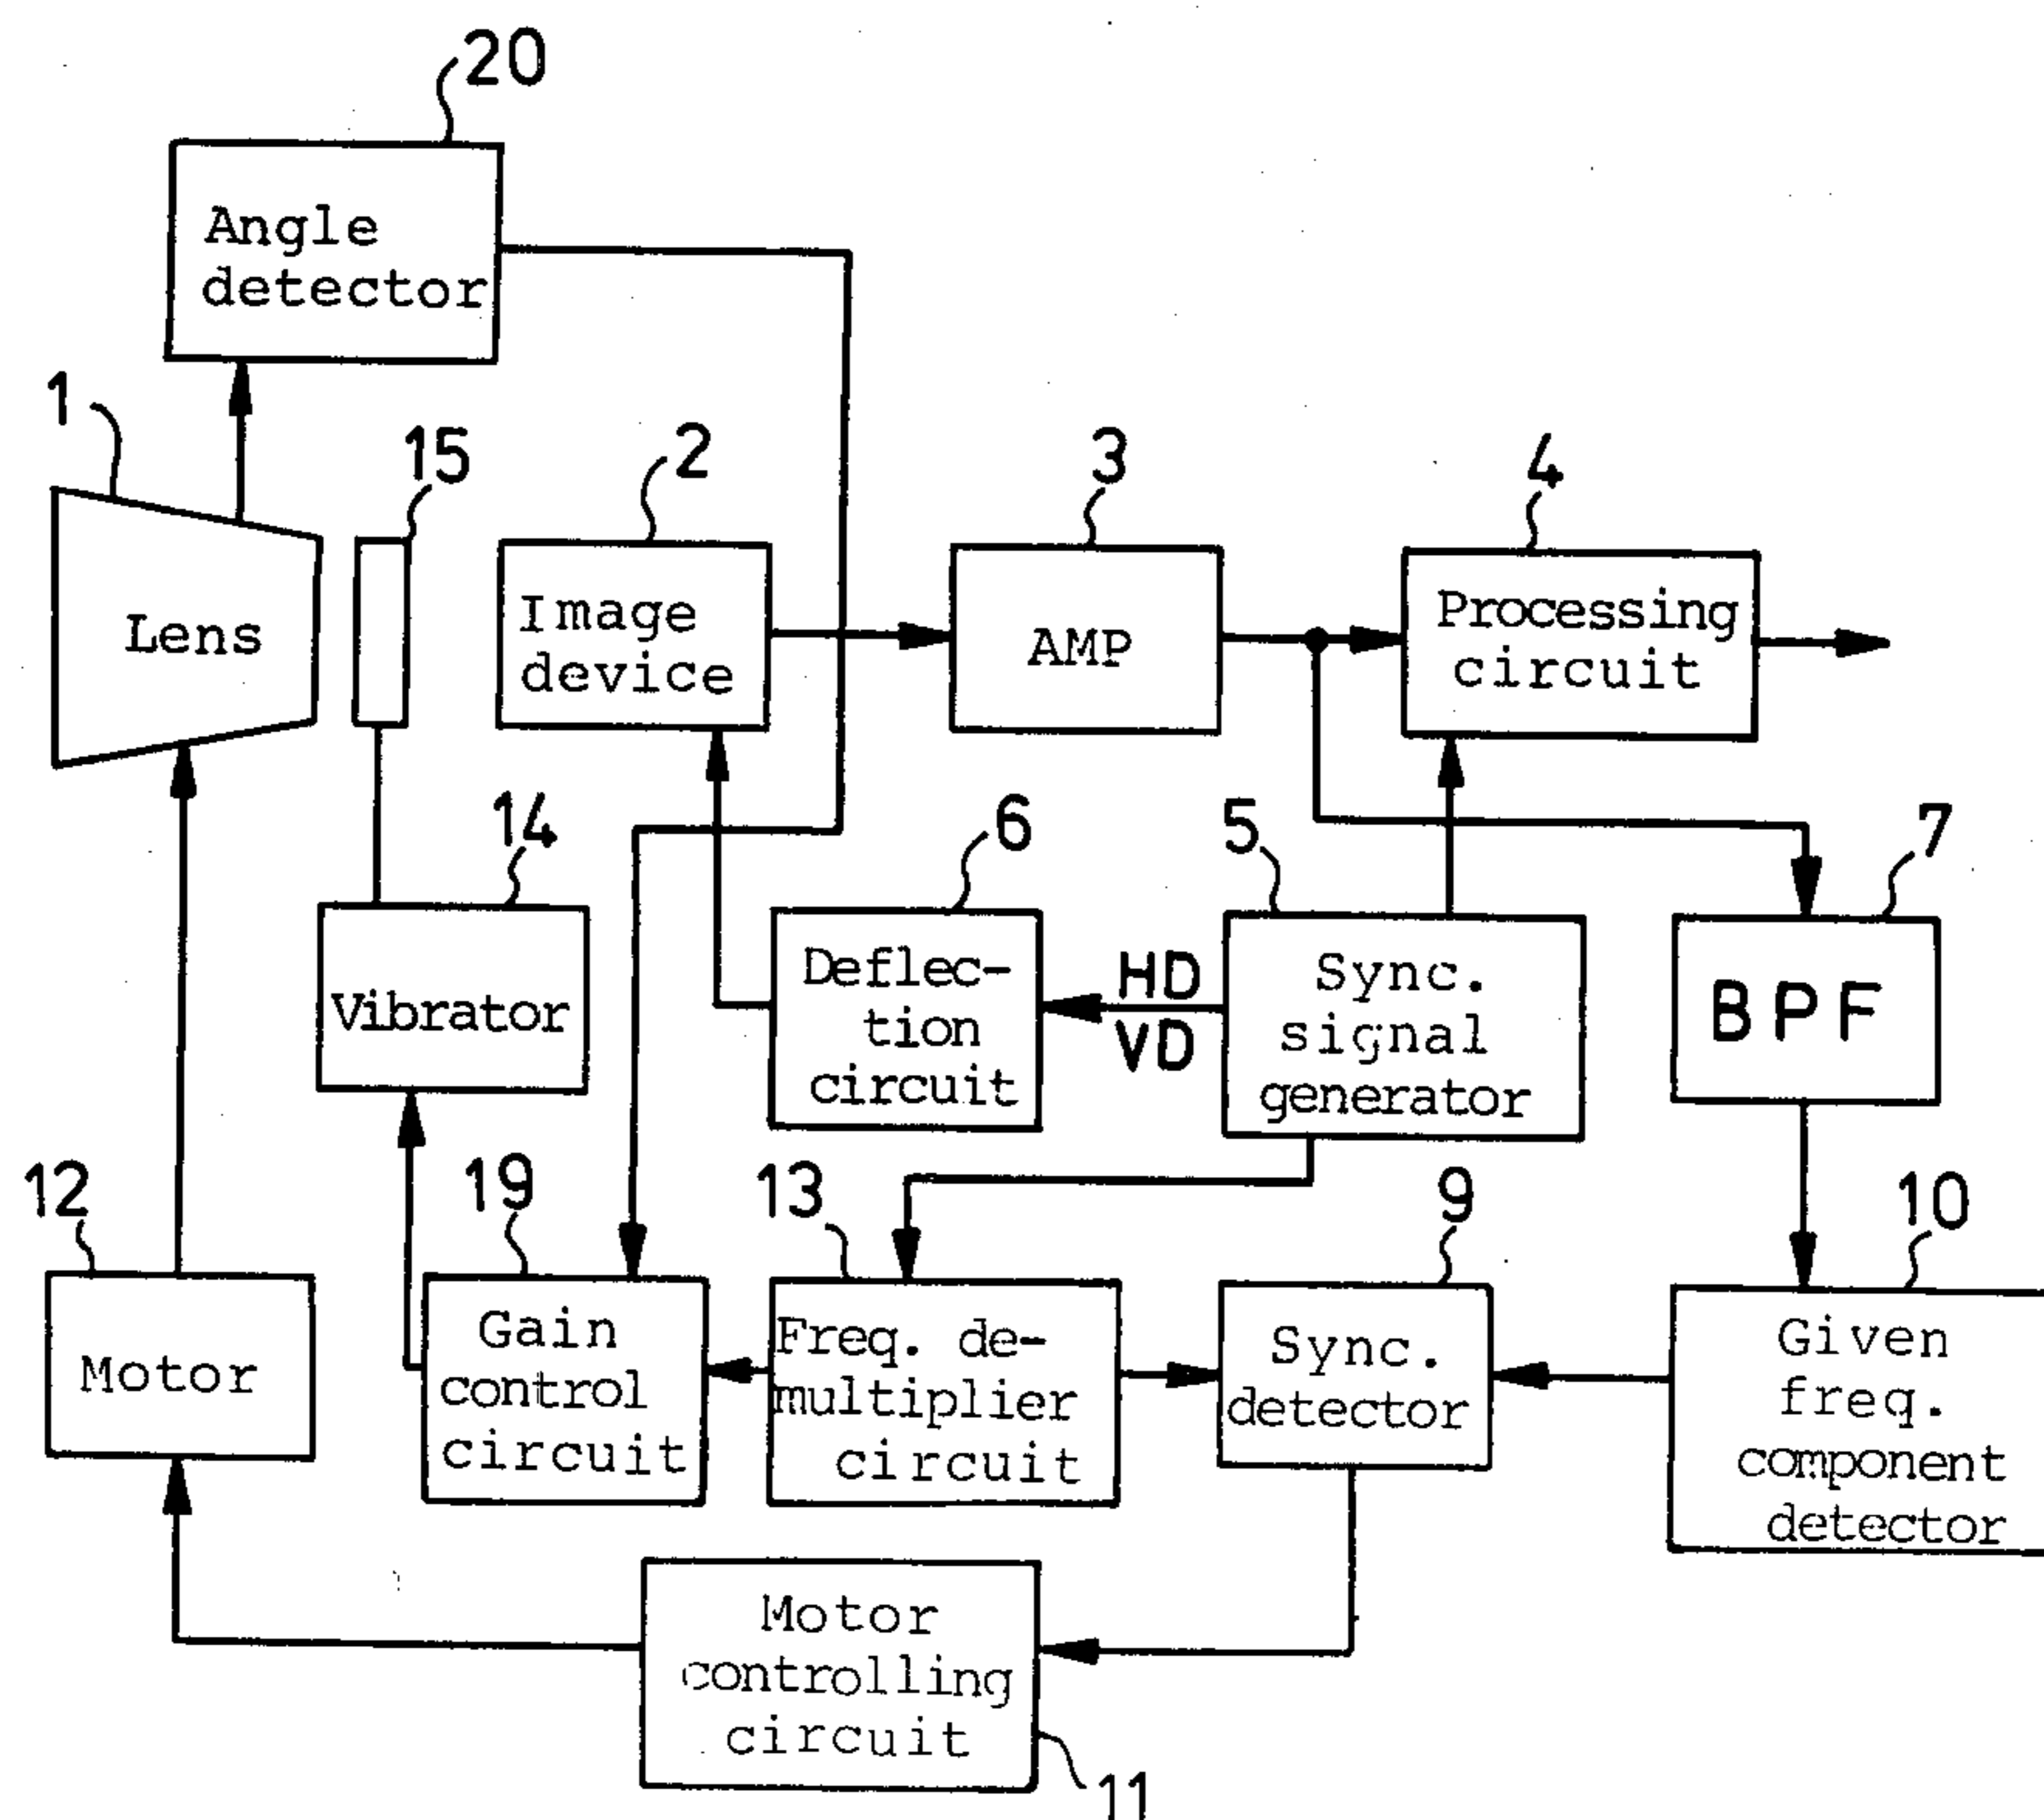 20
Angle
detector
1
15
2
3
4
Lens
Image
device
AMP
Processing
circuit
14
6
5
7
Vibrator
Deflec-
tion
circuit
HD
VD
Sync.
signal
generator
BPF
12
19
13
9
10
Motor
Gain
control
circuit
Freq. de-
multiplier
circuit
Sync.
detector
Given
freq.
component
detector
Motor
controlling
circuit
11